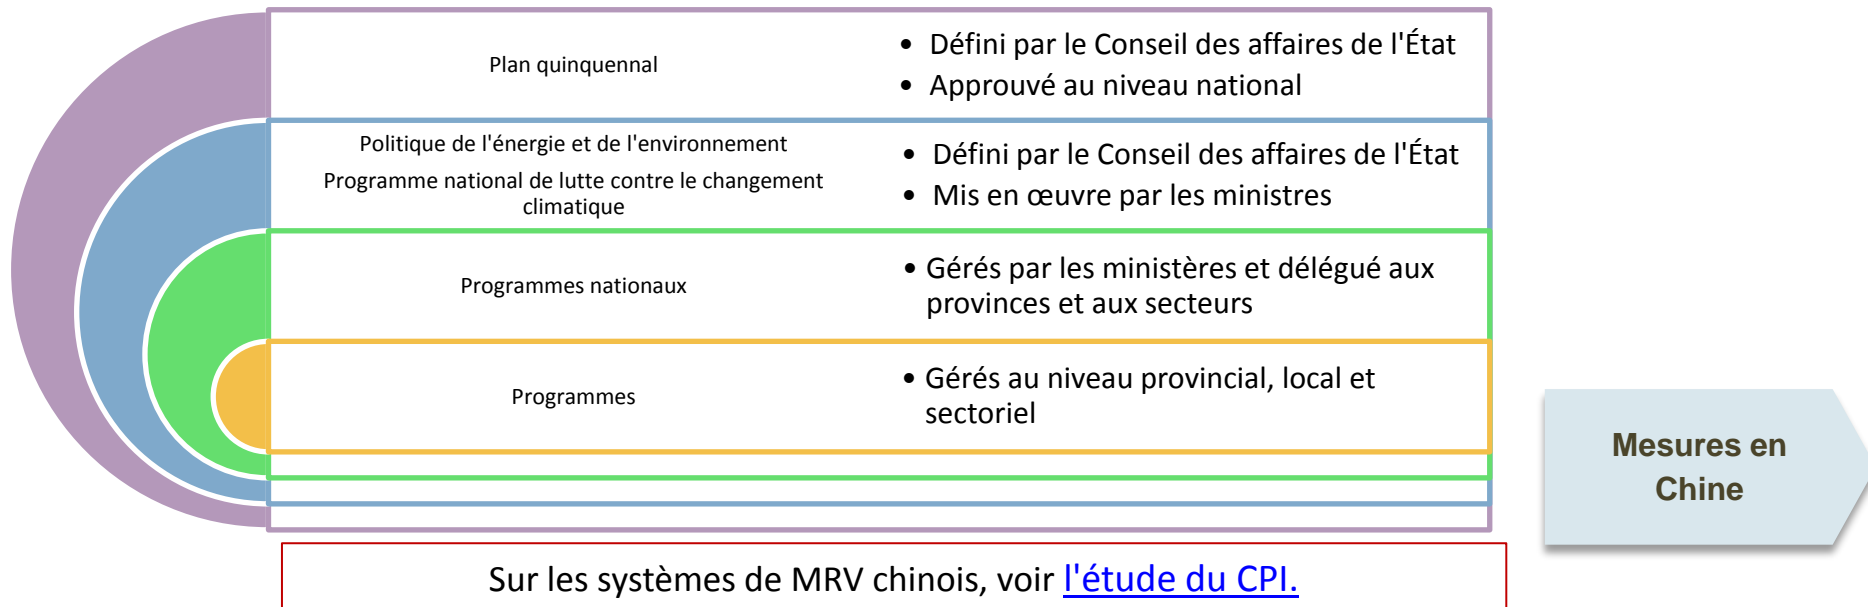 Plan quinquennal
• Défini par le Conseil des affaires de l'État
• Approuvé au niveau national
Politique de l'énergie et de l'environnement
Programme national de lutte contre le changement
climatique
• Défini par le Conseil des affaires de l'État
• Mis en œuvre par les ministres
Programmes nationaux
• Gérés par les ministères et délégué aux
provinces et aux secteurs
Programmes
• Gérés au niveau provincial, local et
sectoriel
Mesures en
Chine
Sur les systèmes de MRV chinois, voir l'étude du CPI.